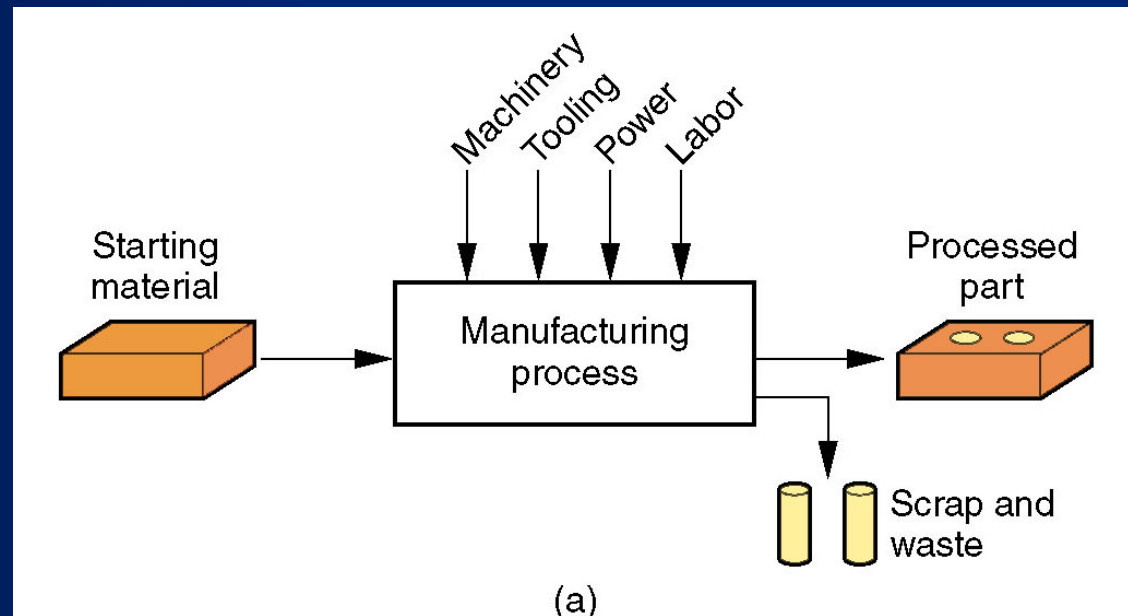 Machinery
Tooling
Power
Labor
Starting
material
Manufacturing
process
Processed
part
Scrap and
waste
(a)